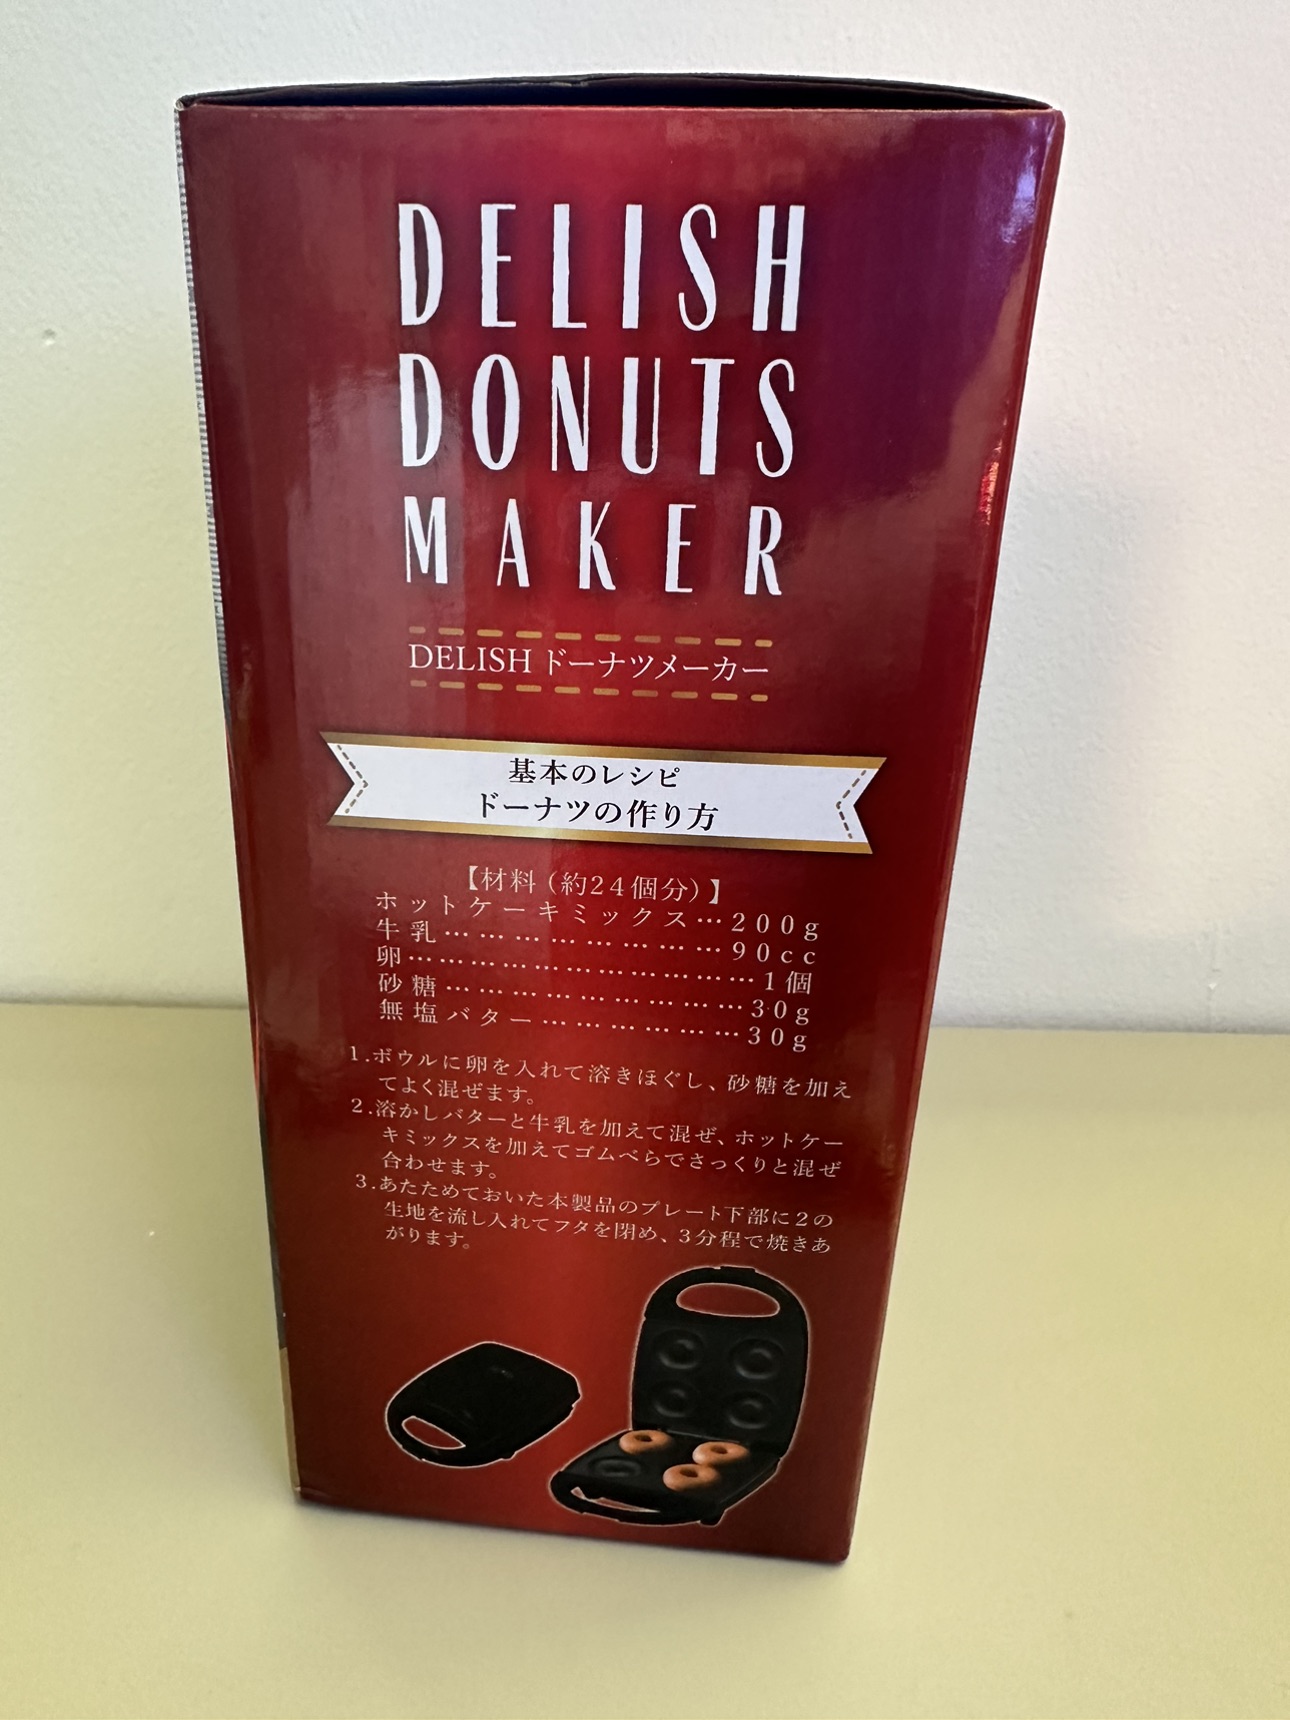 DELISH
DONUTS
MAKER
DELISH ドーナツメーカー
基本のレシピ
ドーナツの作り方
【材料（約24個分）】
ホットケーキミックス…200g
牛乳………………………90cc
卵……………………………1個
砂糖………………………30g
無塩バター………………30g
1.ボウルに卵を入れて溶きほぐし、砂糖を加え
てよく混ぜます。
2.溶かしバターと牛乳を加えて混ぜ、ホットケー
キミックスを加えてゴムべらでさっくりと混ぜ
合わせます。
3.あたためておいた本製品のプレート下部に2の
生地を流し入れてフタを閉め、3分程で焼きあ
がります。